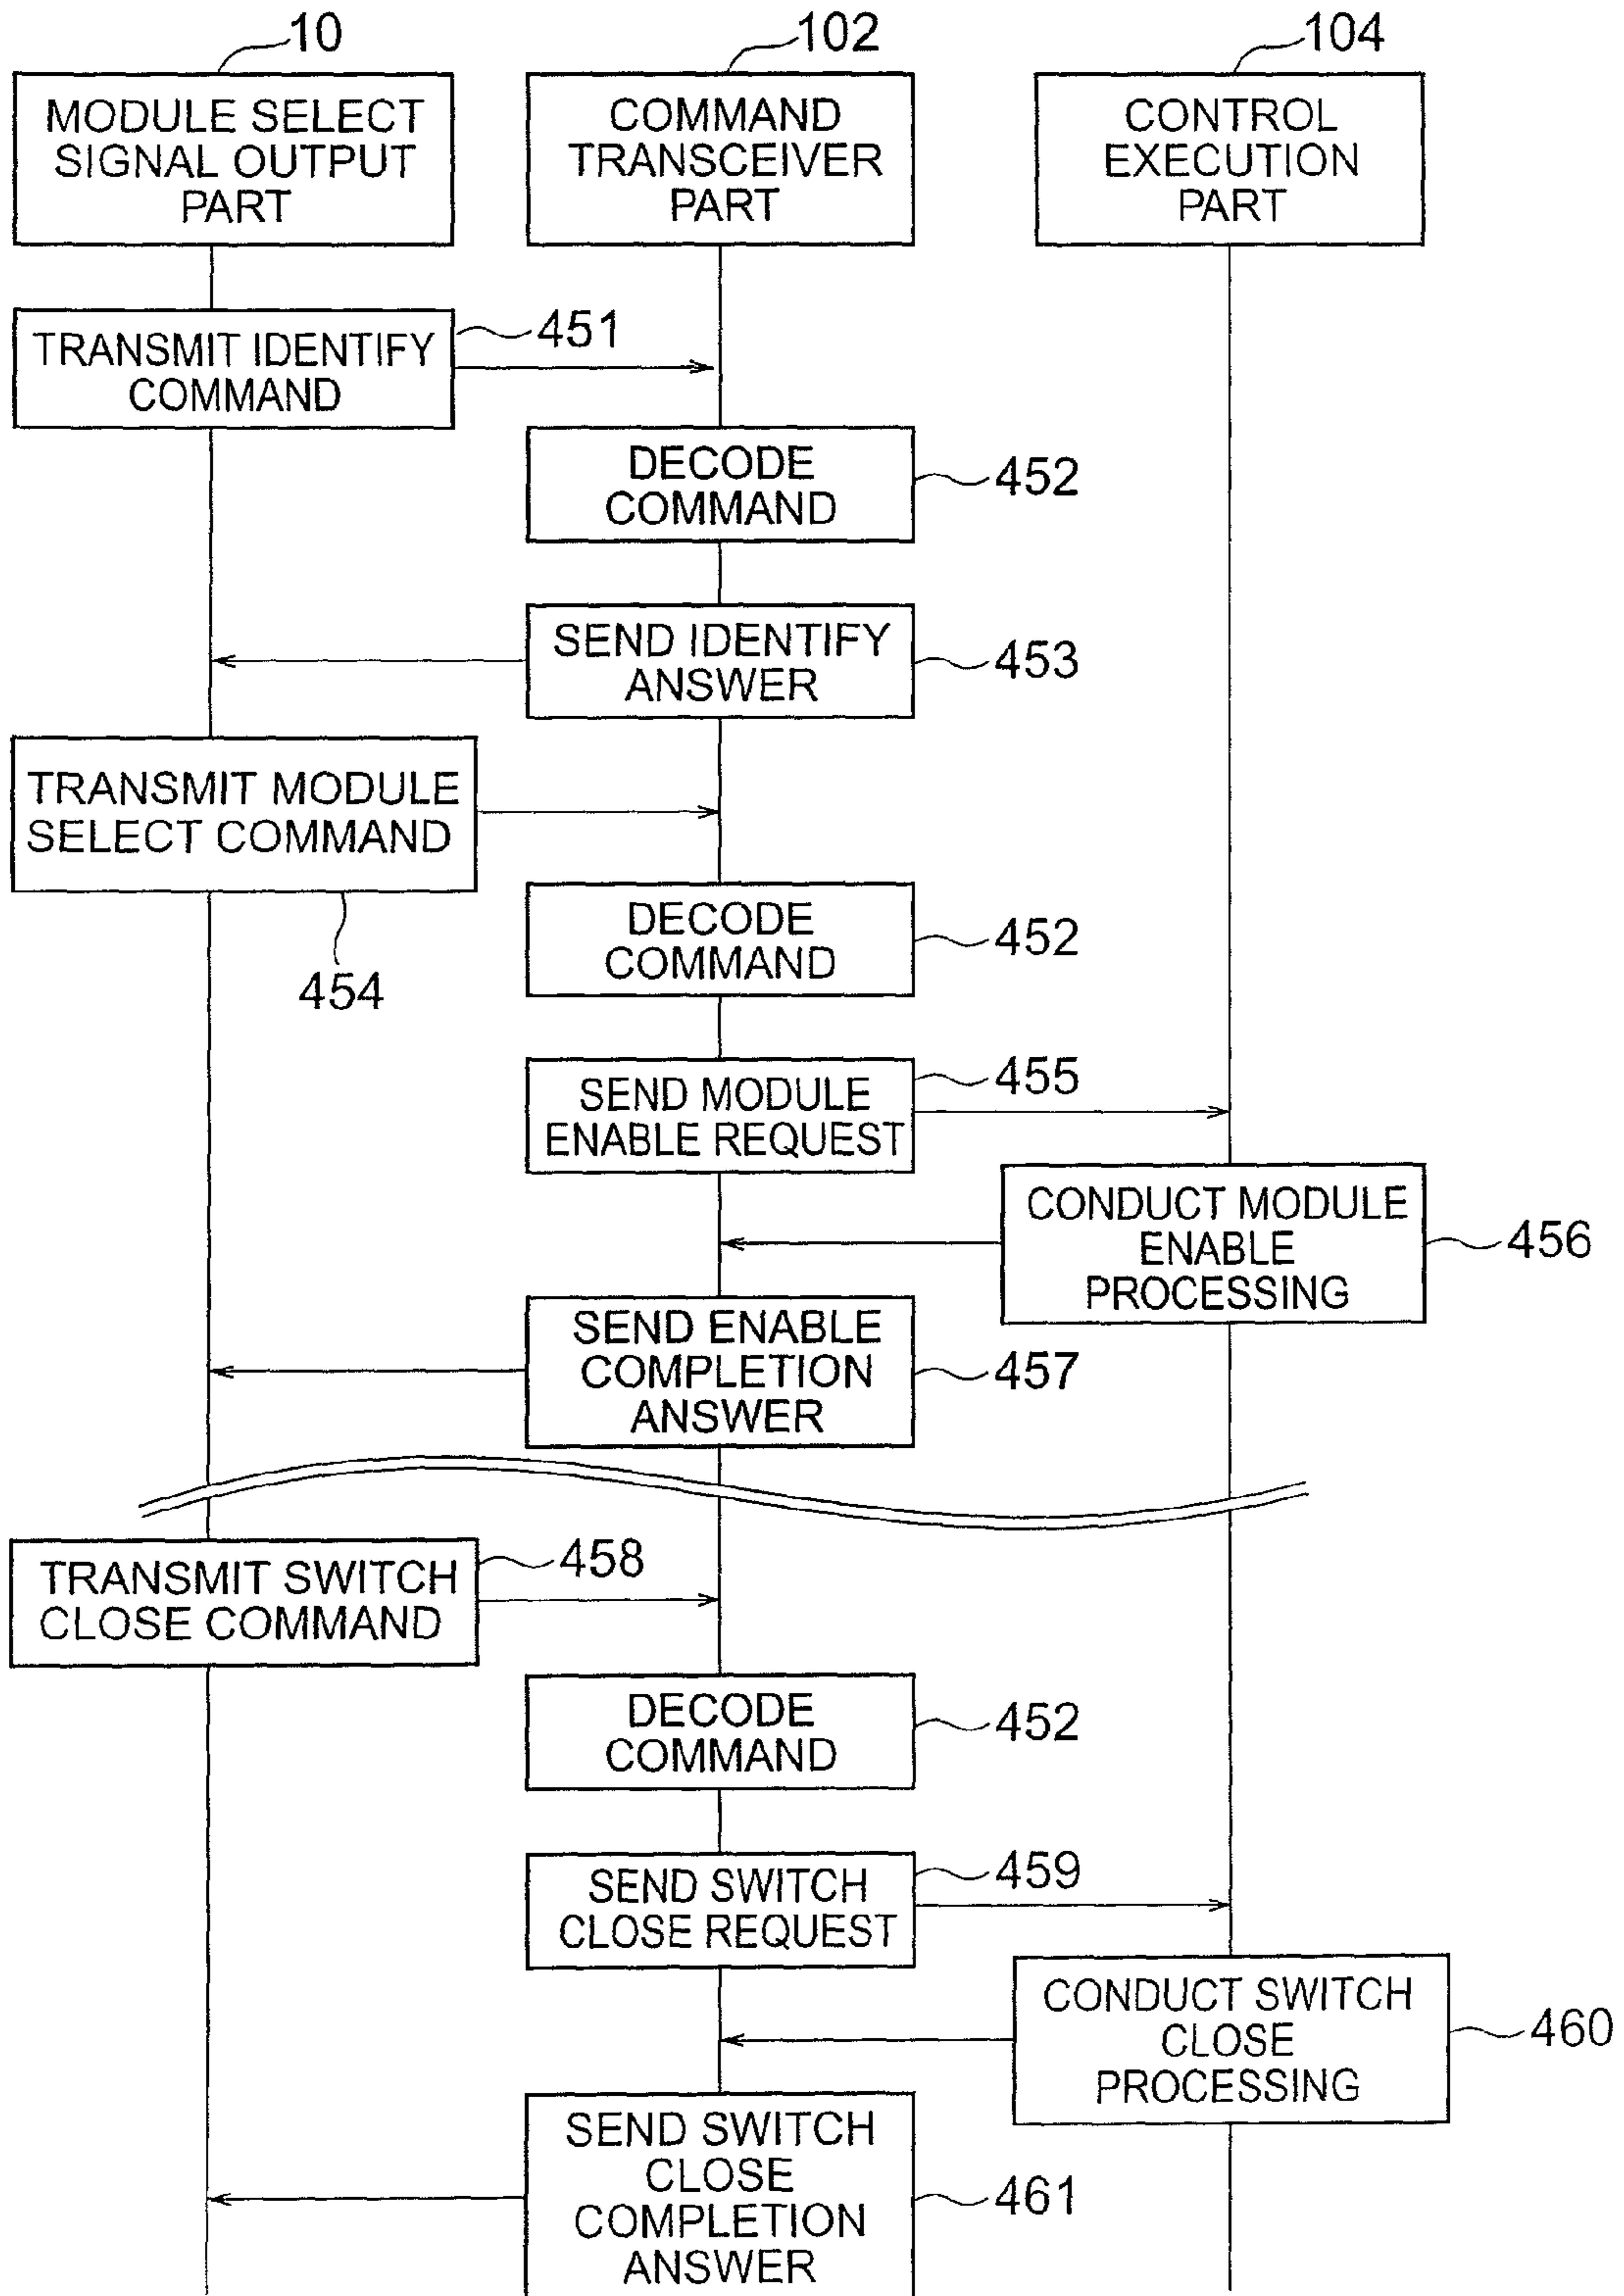 10
102
104
MODULE SELECT
SIGNAL OUTPUT
PART
COMMAND
TRANSCEIVER
PART
CONTROL
EXECUTION
PART
TRANSMIT IDENTIFY
COMMAND
451
DECODE
COMMAND
452
SEND IDENTIFY
ANSWER
453
TRANSMIT MODULE
SELECT COMMAND
454
DECODE
COMMAND
452
SEND MODULE
ENABLE REQUEST
455
CONDUCT MODULE
ENABLE
PROCESSING
456
SEND ENABLE
COMPLETION
ANSWER
457
TRANSMIT SWITCH
CLOSE COMMAND
458
DECODE
COMMAND
452
SEND SWITCH
CLOSE REQUEST
459
CONDUCT SWITCH
CLOSE
PROCESSING
460
SEND SWITCH
CLOSE
COMPLETION
ANSWER
461